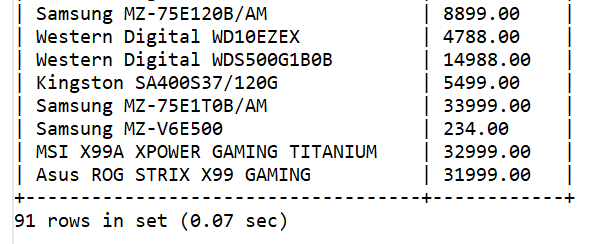 | Samsung MZ-75E120B/AM | 8899.00 |
| Western Digital WD10EZEX | 4788.00 |
| Western Digital WDS500G1B0B | 14988.00 |
| Kingston SA400S37/120G | 5499.00 |
| Samsung MZ-75E1T0B/AM | 33999.00 |
| Samsung MZ-V6E500 | 234.00 |
| MSI X99A XPOWER GAMING TITANIUM | 32999.00 |
| Asus ROG STRIX X99 GAMING | 31999.00 |
+-----------------------------------+------------+
91 rows in set (0.07 sec)